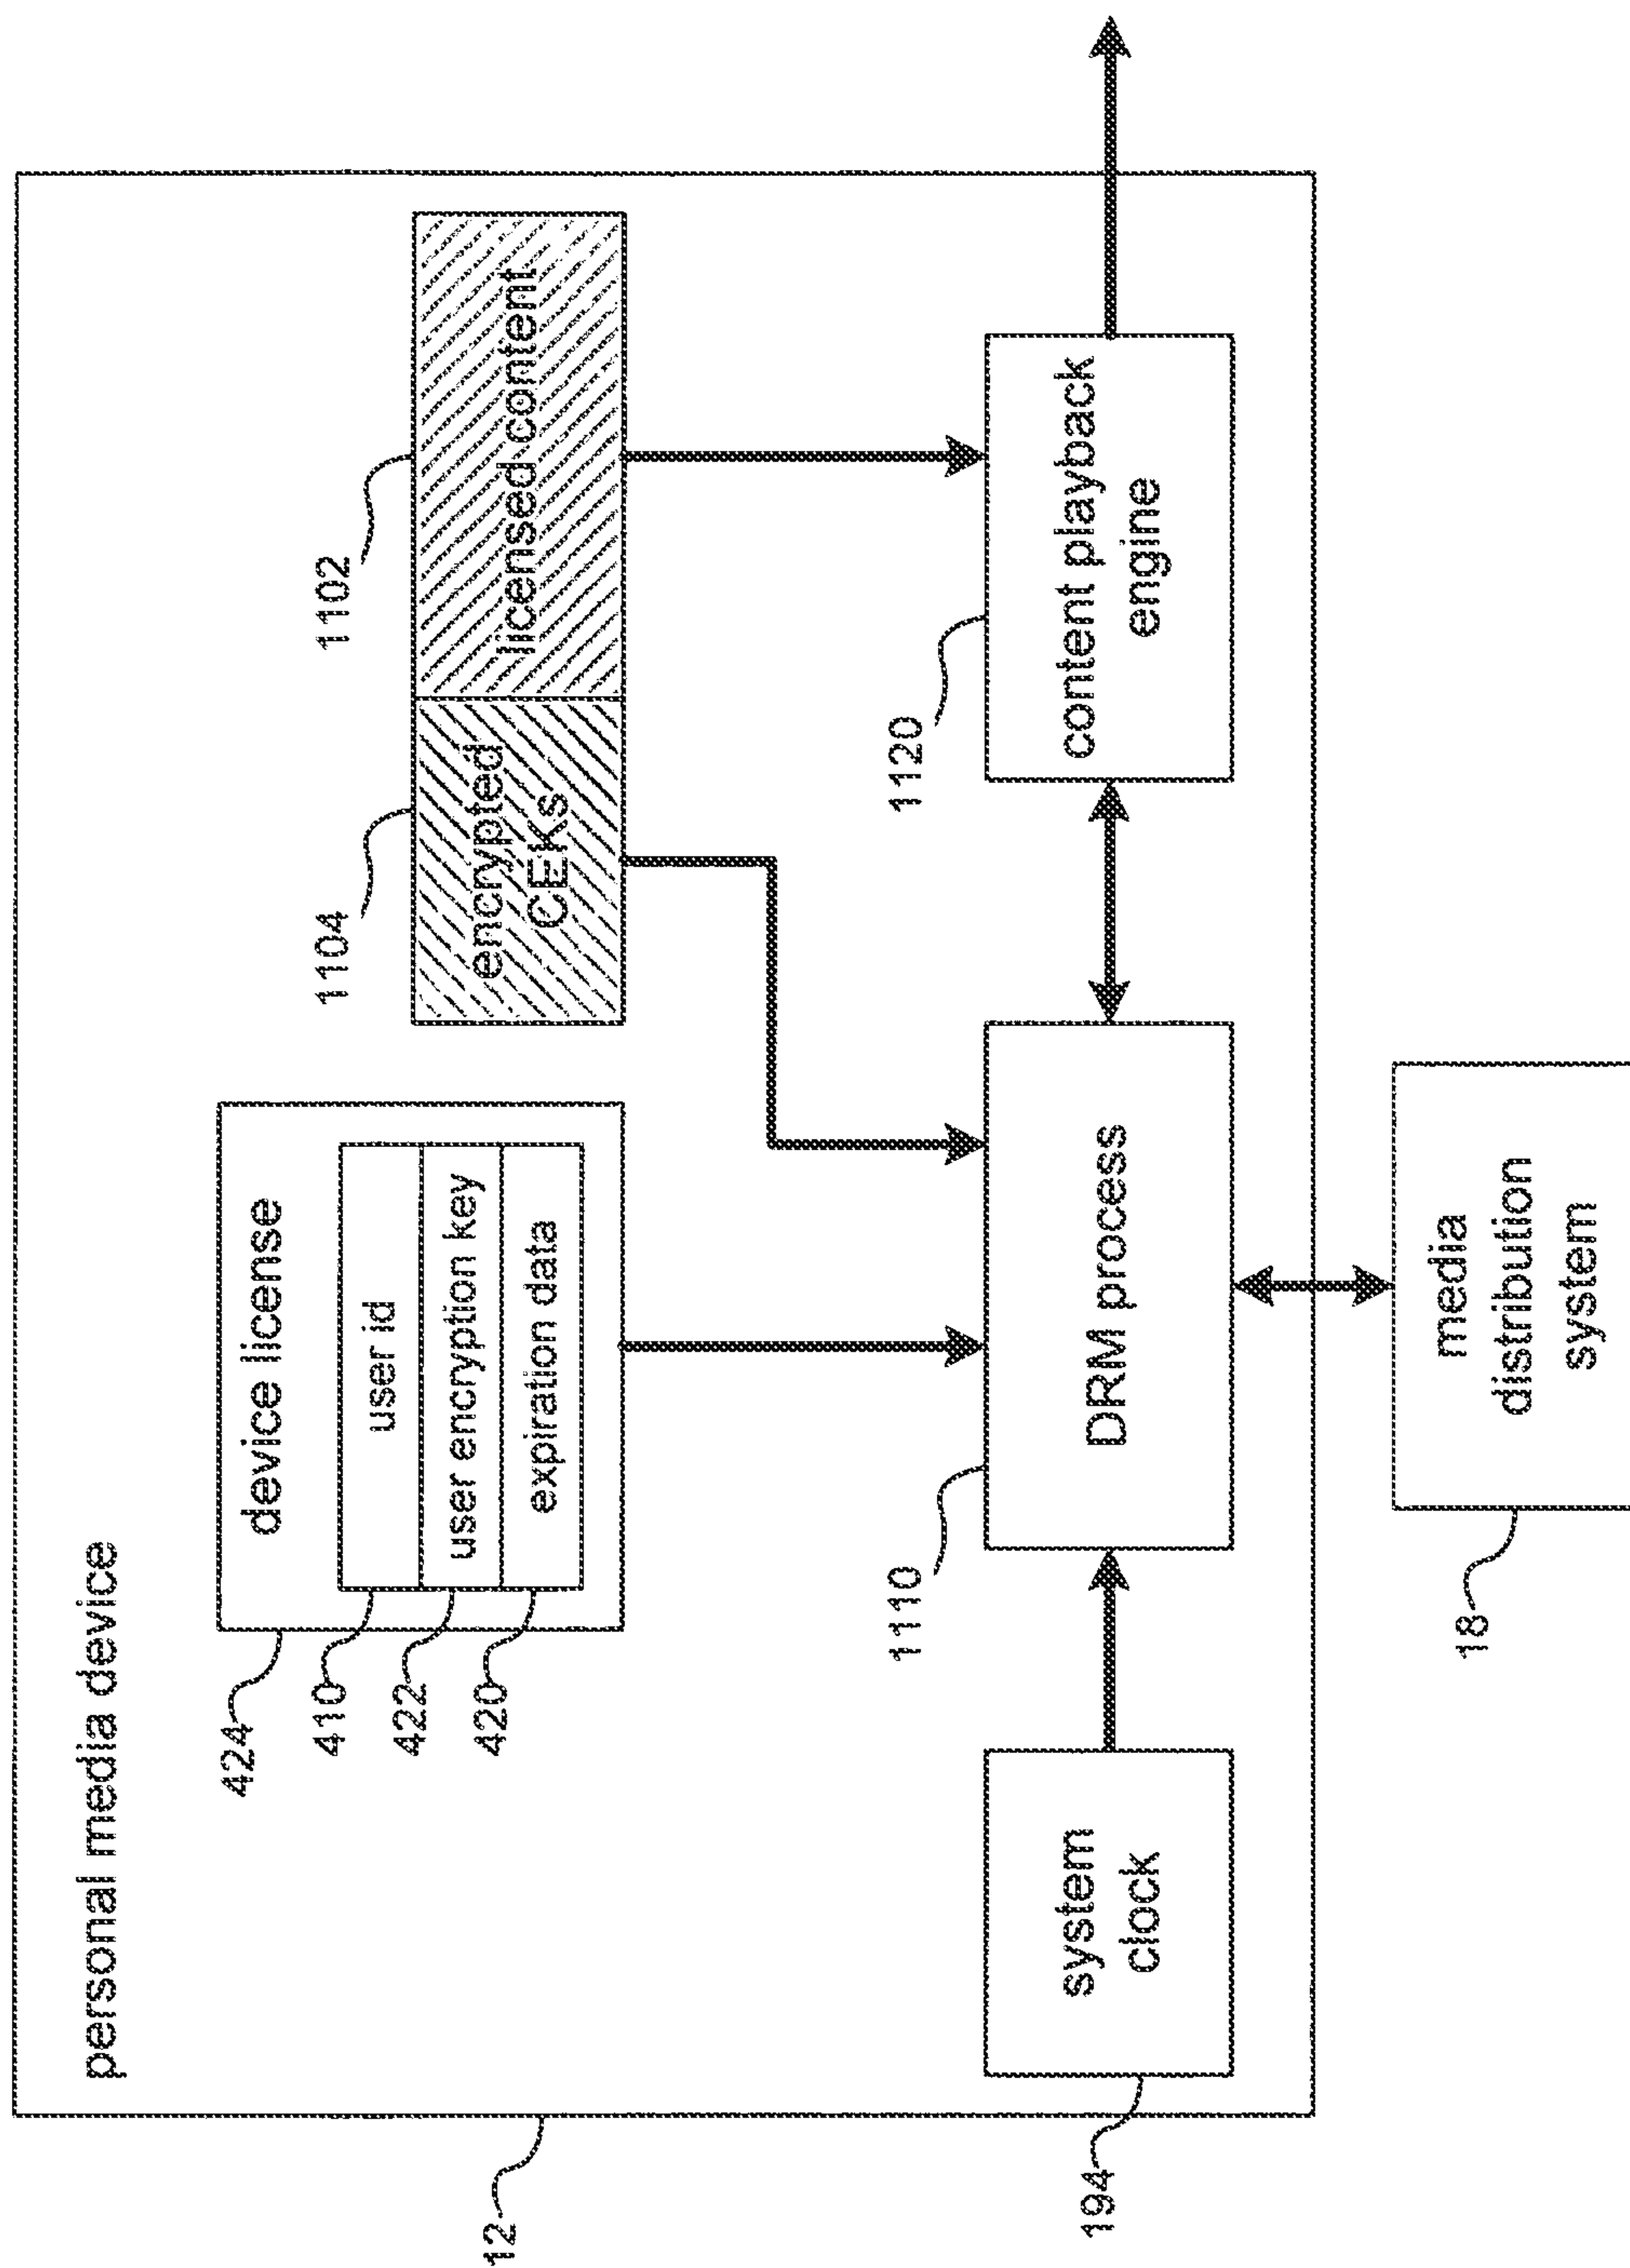 personal media device
12
device license
424
user id
410
user encryption key
422
expiration data
420
1104
encrypted
CEKs
1102
licensed content
system
clock
194
DRM process
1110
content playback
engine
1120
media
distribution
system
18